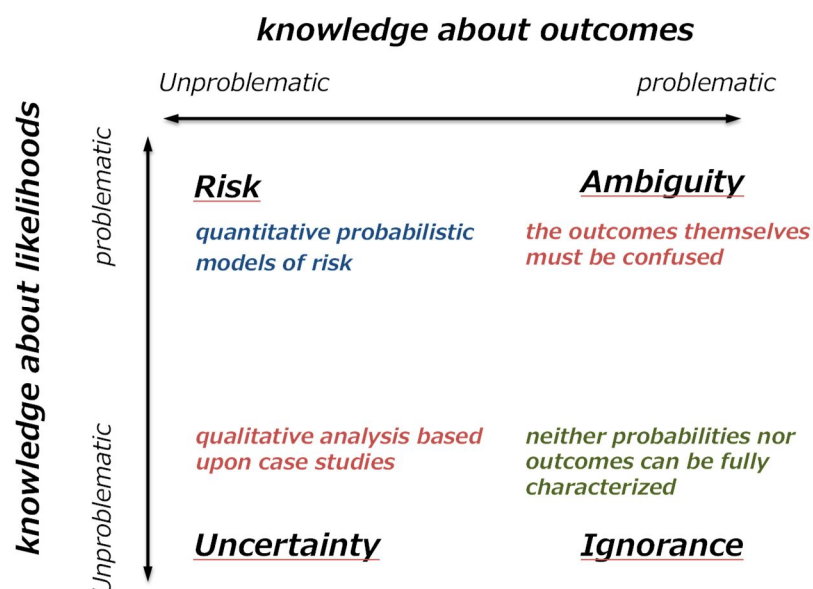 knowledge about outcomes
Unproblematic
problematic
knowledge about likelihoods
problematic
Risk
Ambiguity
quantitative probabilistic
models of risk
the outcomes themselves
must be confused
Unproblematic
qualitative analysis based
upon case studies
neither probabilities nor
outcomes can be fully
characterized
Uncertainty
Ignorance